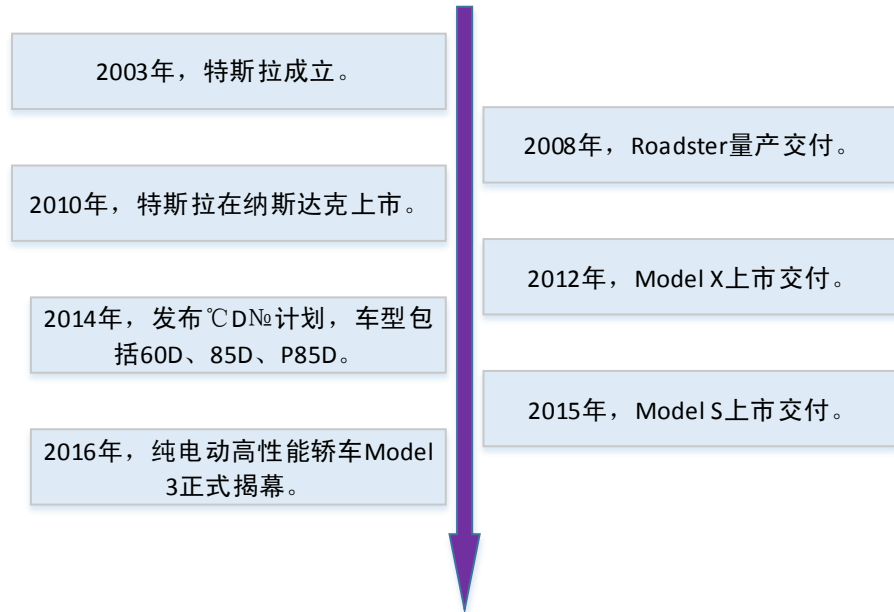 2003年，特斯拉成立。
2008年，Roadster量产交付。
2010年，特斯拉在纳斯达克上市。
2012年，Model X上市交付。
2014年，发布℃D№计划，车型包
括60D、85D、P85D。
2015年，Model S上市交付。
2016年，纯电动高性能轿车Model
3正式揭幕。